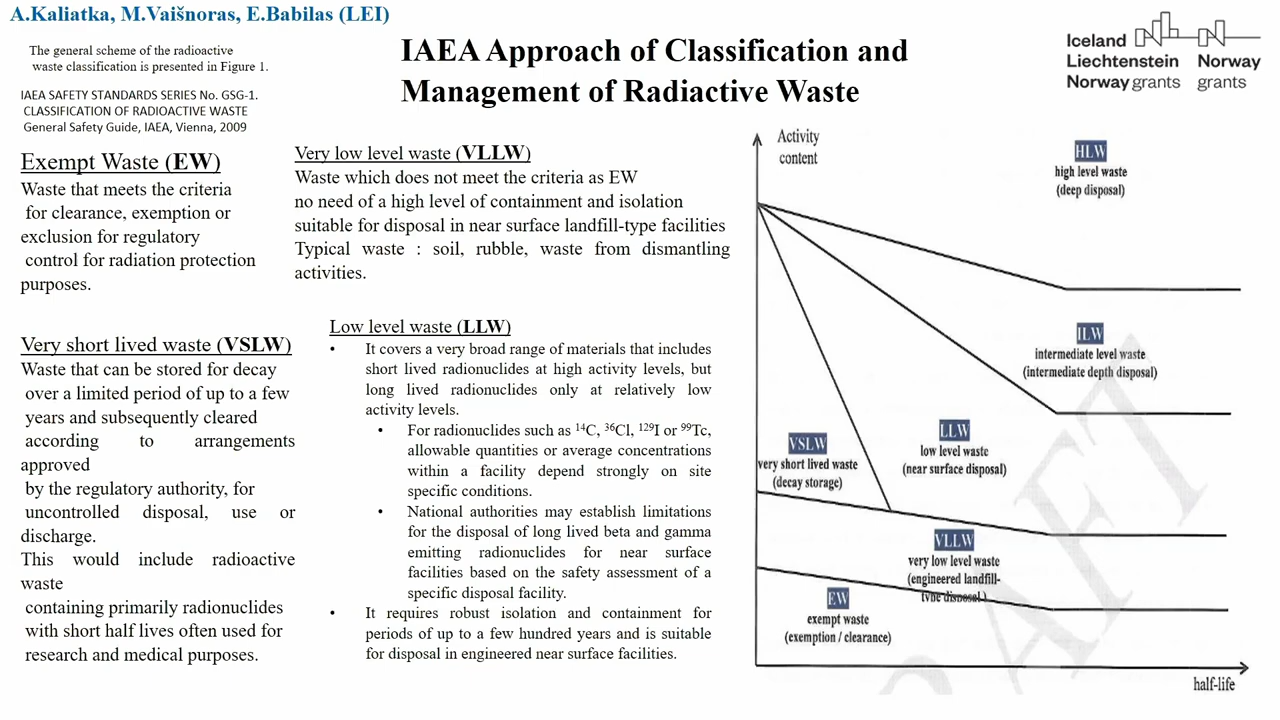 A.Kaliatka, M.Vaišnoras, E.Babilas (LEI)
The general scheme of the radioactive
waste classification is presented in Figure 1.
IAEA SAFETY STANDARDS SERIES No. GSG-1.
CLASSIFICATION OF RADIOACTIVE WASTE
General Safety Guide, IAEA, Vienna, 2009
IAEA Approach of Classification and
Management of Radiactive Waste
Iceland
Liechtenstein
Norway grants
Norway
grants
Exempt Waste (EW)
Waste that meets the criteria
for clearance, exemption or
exclusion for regulatory
control for radiation protection
purposes.
Very short lived waste (VSLW)
Waste that can be stored for decay
over a limited period of up to a few
years and subsequently cleared
according to arrangements
approved
by the regulatory authority, for
uncontrolled disposal, use or
discharge.
This would include radioactive
waste
containing primarily radionuclides
with short half lives often used for
research and medical purposes.
Very low level waste (VLLW)
Waste which does not meet the criteria as EW
no need of a high level of containment and isolation
suitable for disposal in near surface landfill-type facilities
Typical waste : soil, rubble, waste from dismantling
activities.
Low level waste (LLW)
• It covers a very broad range of materials that includes
short lived radionuclides at high activity levels, but
long lived radionuclides only at relatively low
activity levels.
• For radionuclides such as ¹⁴C, ³⁶Cl, ¹²⁹I or ⁹⁹Tc,
allowable quantities or average concentrations
within a facility depend strongly on site
specific conditions.
• National authorities may establish limitations
for the disposal of long lived beta and gamma
emitting radionuclides for near surface
facilities based on the safety assessment of a
specific disposal facility.
• It requires robust isolation and containment for
periods of up to a few hundred years and is suitable
for disposal in engineered near surface facilities.
Activity
content
HLW
high level waste
(deep disposal)
ILW
intermediate level waste
(intermediate depth disposal)
LLW
low level waste
(near surface disposal)
VSLW
very short lived waste
(decay storage)
VLLW
very low level waste
(engineered landfill-
type disposal )
EW
exempt waste
(exemption / clearance)
half-life
DRAFT